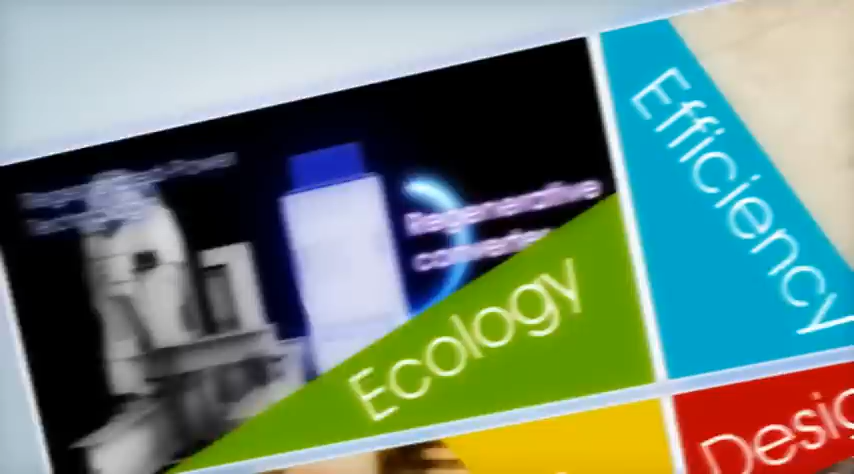 Regenerative
converter
Ecology
Efficiency
Desig